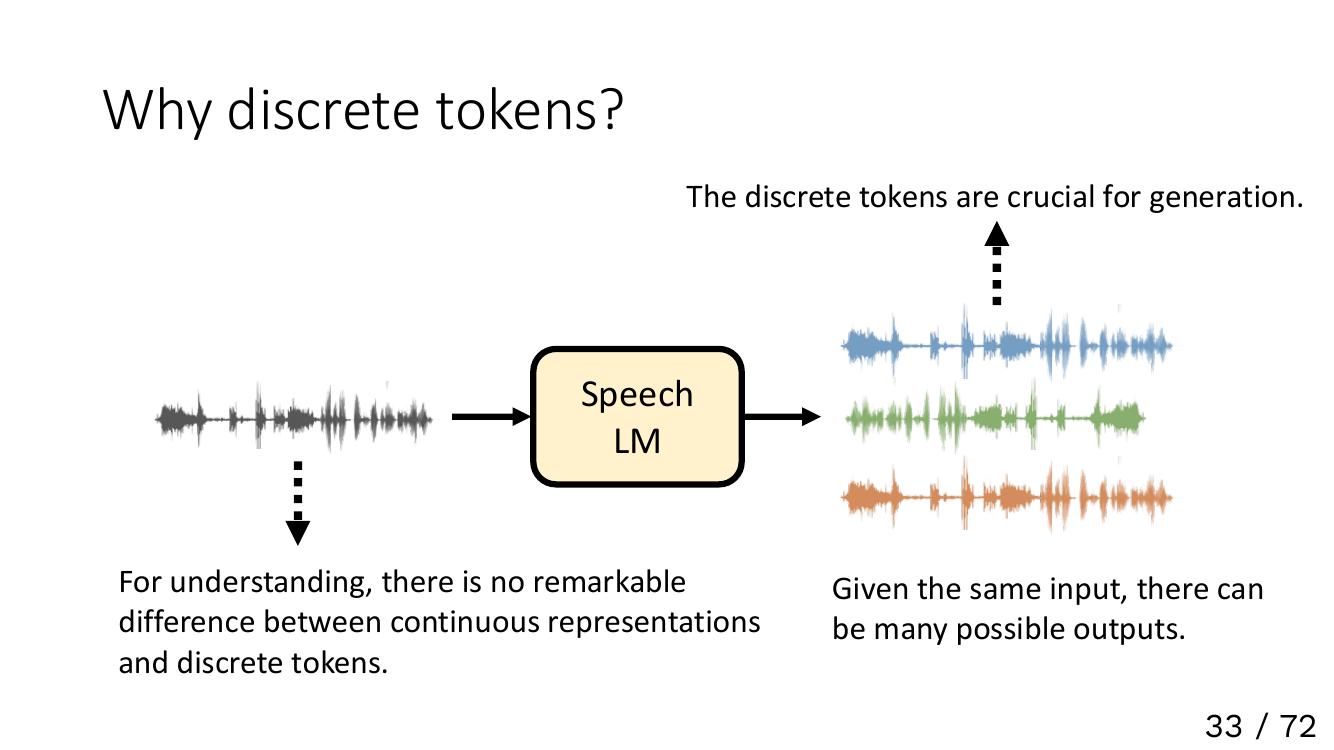 Why discrete tokens?
The discrete tokens are crucial for generation.
Speech
LM
For understanding, there is no remarkable
difference between continuous representations
and discrete tokens.
Given the same input, there can
be many possible outputs.
33 / 72